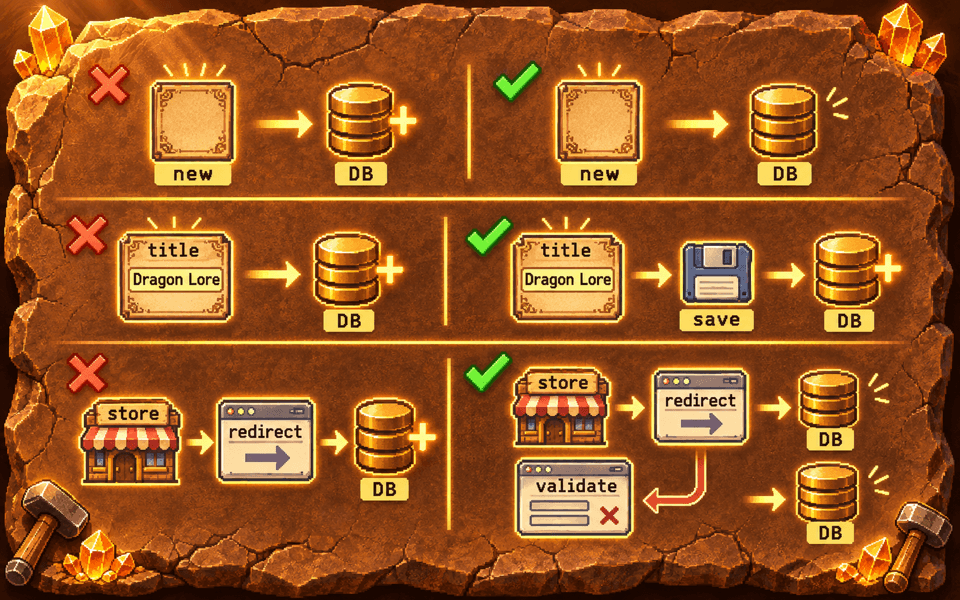 new
DB
new
DB
title
Dragon Lore
DB
title
Dragon Lore
save
DB
store
redirect
DB
store
redirect
DB
validate
DB